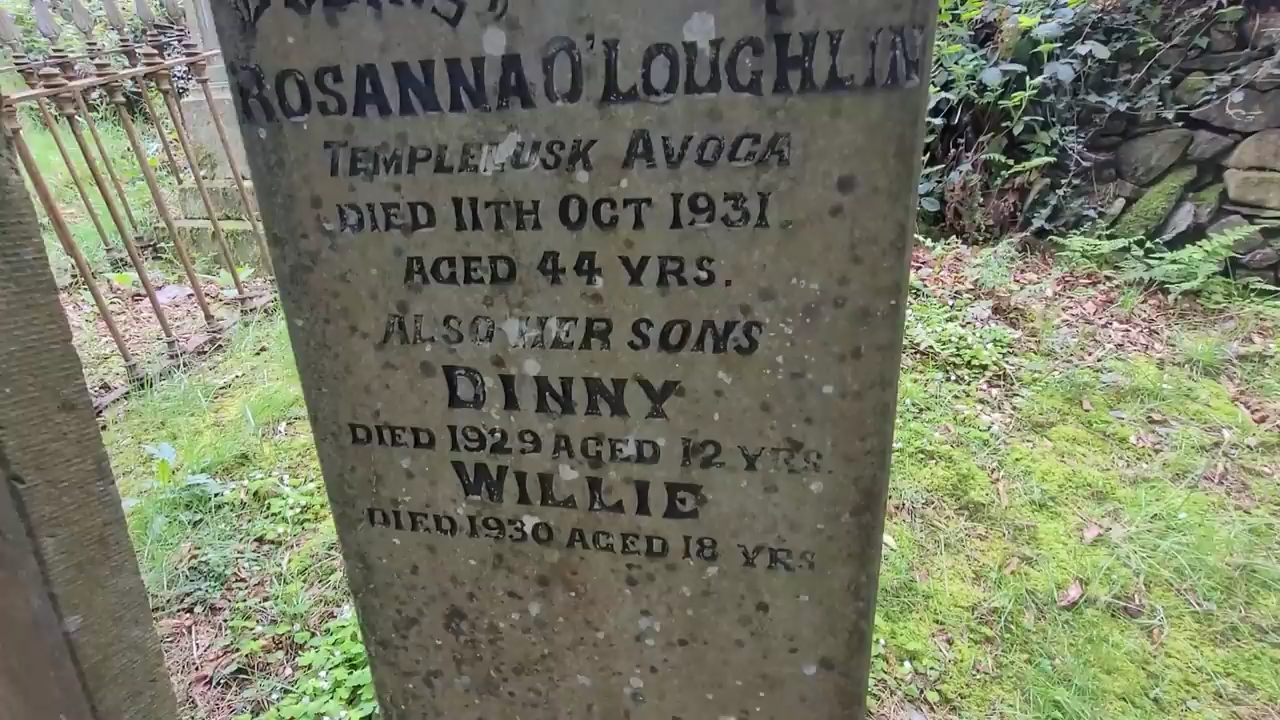 ROSANNA O'LOUGHLIN
TEMPLELUSK AVOCA
DIED 11TH OCT 1931.
AGED 44 YRS.
ALSO HER SONS
DINNY
DIED 1929 AGED 12 YRS.
WILLIE
DIED 1930 AGED 18 YRS